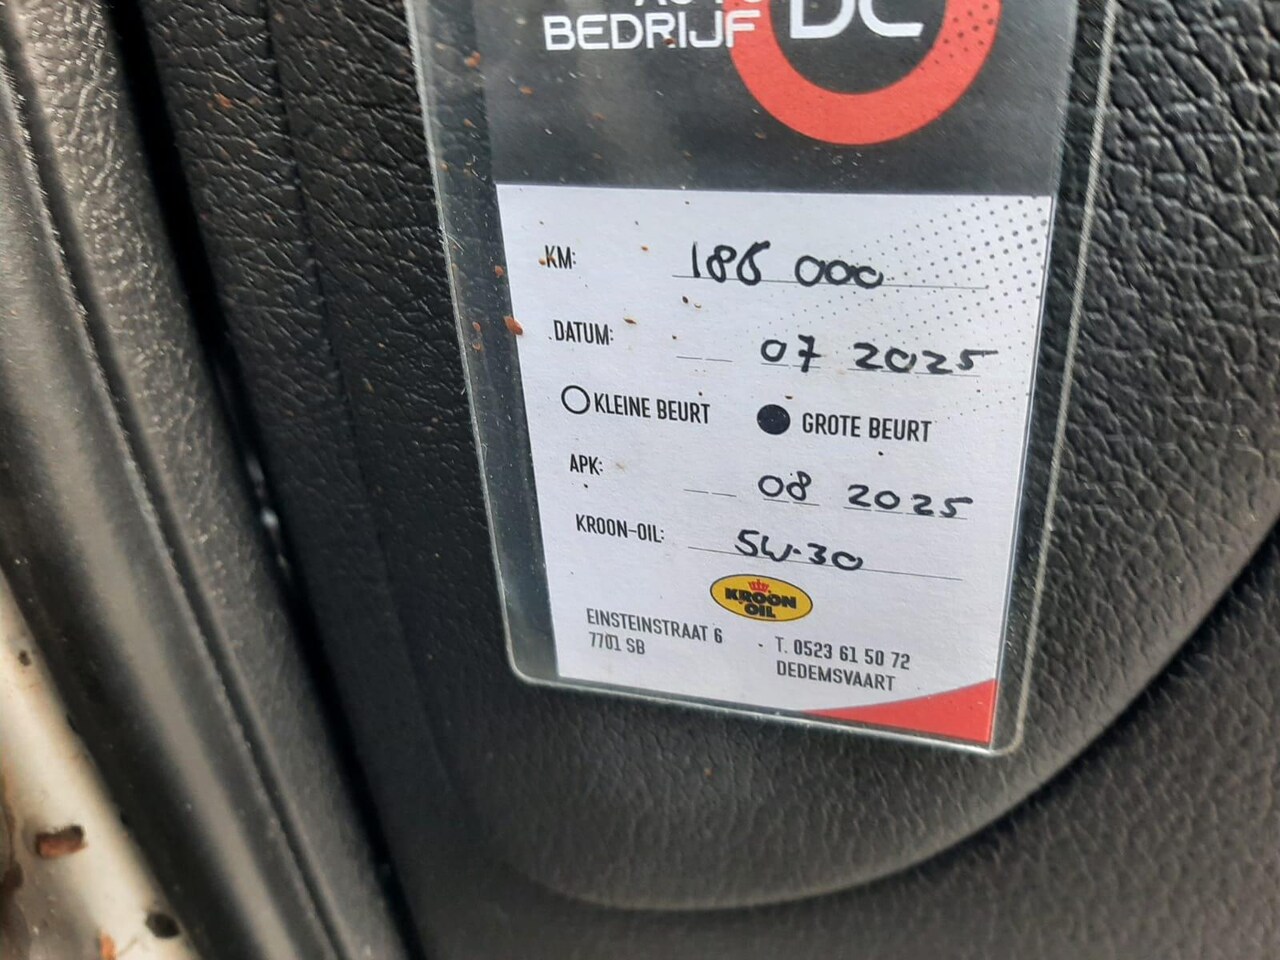 AUTO
BEDRIJF DC
KM: 186 000
DATUM: 07 2025
KLEINE BEURT GROTE BEURT
APK: 08 2025
KROON-OIL: 5W-30
KROON
OIL
EINSTEINSTRAAT 6
7701 SB
T. 0523 61 50 72
DEDEMSVAART